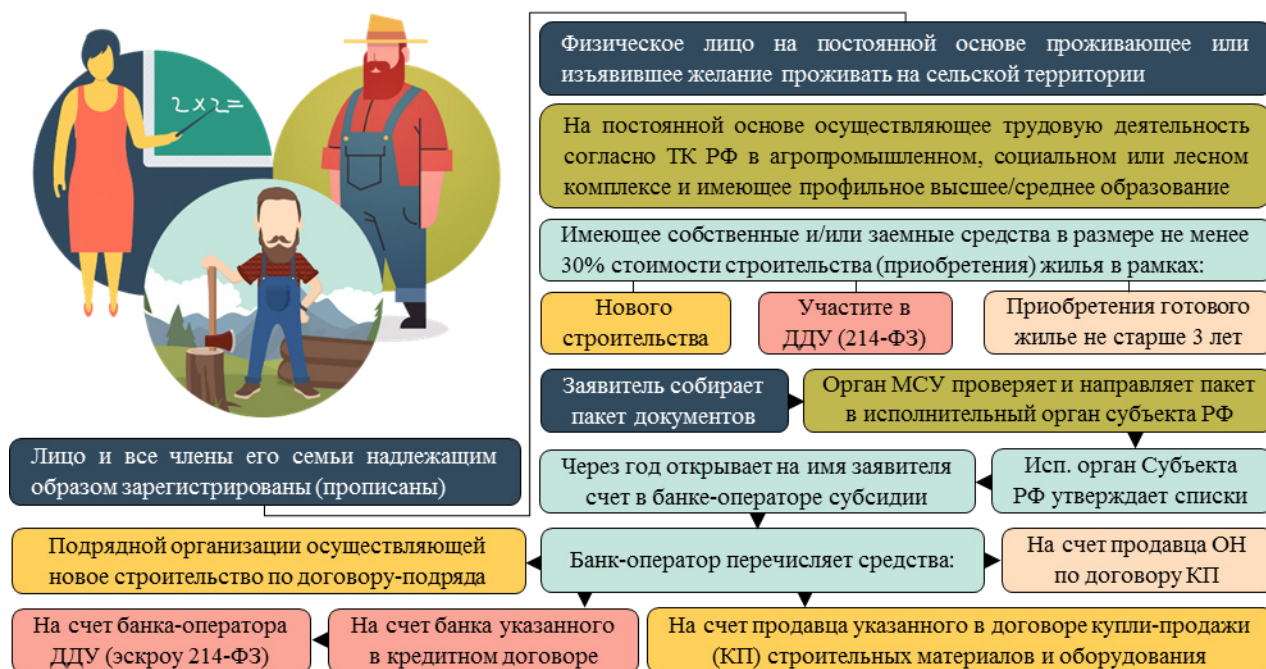 2 x 2 =
Физическое лицо на постоянной основе проживающее или
изъявившее желание проживать на сельской территории
На постоянной основе осуществляющее трудовую деятельность
согласно ТК РФ в агропромышленном, социальном или лесном
комплексе и имеющее профильное высшее/среднее образование
Имеющее собственные и/или заемные средства в размере не менее
30% стоимости строительства (приобретения) жилья в рамках:
Нового
строительства
Участите в
ДДУ (214-ФЗ)
Приобретения готового
жилье не старше 3 лет
Заявитель собирает
пакет документов
Орган МСУ проверяет и направляет пакет
в исполнительный орган субъекта РФ
Лицо и все члены его семьи надлежащим
образом зарегистрированы (прописаны)
Через год открывает на имя заявителя
счет в банке-операторе субсидии
Исп. орган Субъекта
РФ утверждает списки
Подрядной организации осуществляющей
новое строительство по договору-подряда
Банк-оператор перечисляет средства:
На счет продавца ОН
по договору КП
На счет банка-оператора
ДДУ (эскроу 214-ФЗ)
На счет банка указанного
в кредитном договоре
На счет продавца указанного в договоре купли-продажи
(КП) строительных материалов и оборудования